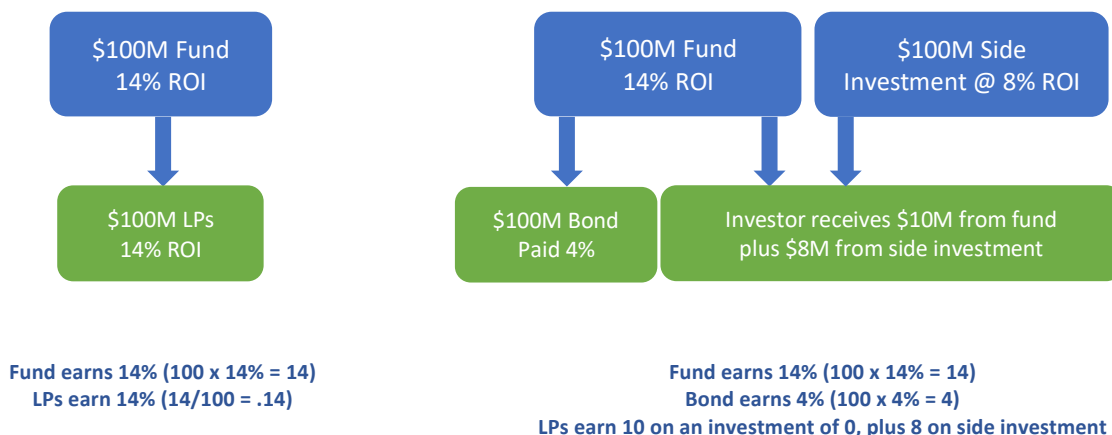 $100M Fund
14% ROI
$100M LPs
14% ROI
Fund earns 14% (100 x 14% = 14)
LPs earn 14% (14/100 = .14)
$100M Fund
14% ROI
$100M Side
Investment @ 8% ROI
$100M Bond
Paid 4%
Investor receives $10M from fund
plus $8M from side investment
Fund earns 14% (100 x 14% = 14)
Bond earns 4% (100 x 4% = 4)
LPs earn 10 on an investment of 0, plus 8 on side investment